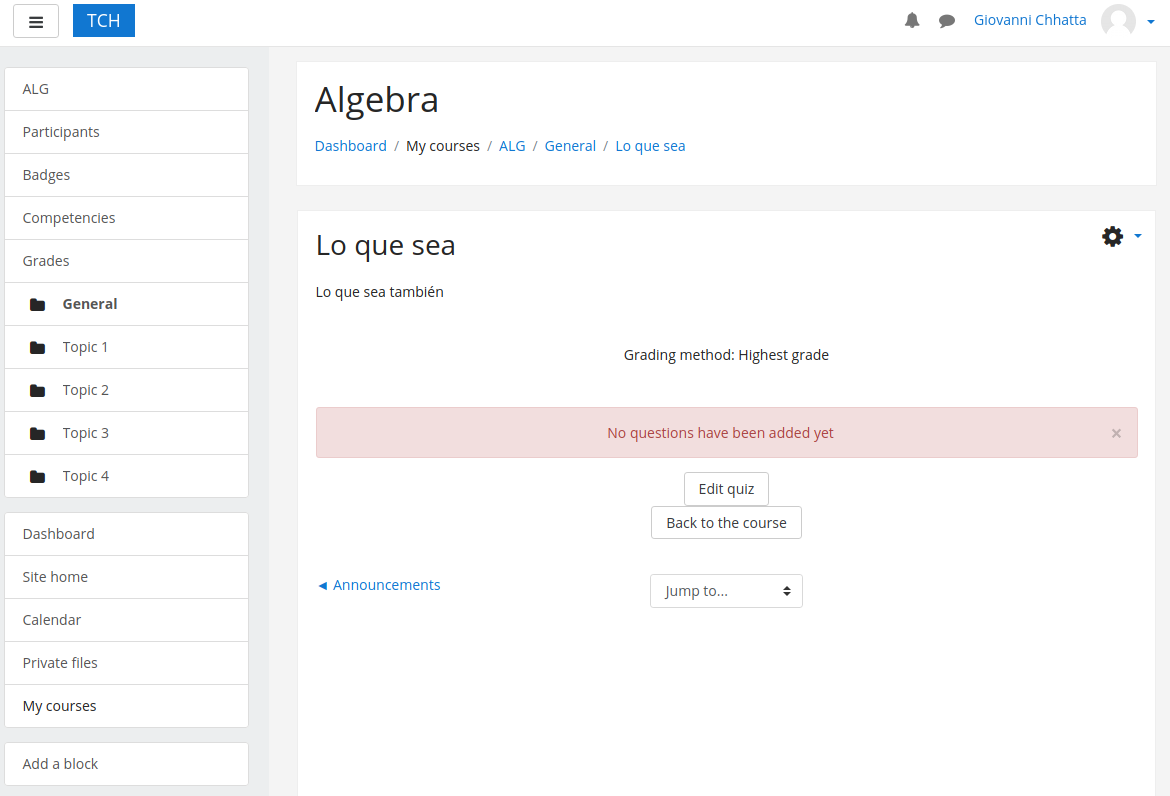 TCH
Giovanni Chhatta
ALG
Participants
Badges
Competencies
Grades
General
Topic 1
Topic 2
Topic 3
Topic 4
Dashboard
Site home
Calendar
Private files
My courses
Add a block
Algebra
Dashboard / My courses / ALG / General / Lo que sea
Lo que sea
Lo que sea también
Grading method: Highest grade
No questions have been added yet ×
Edit quiz
Back to the course
◄ Announcements
Jump to...